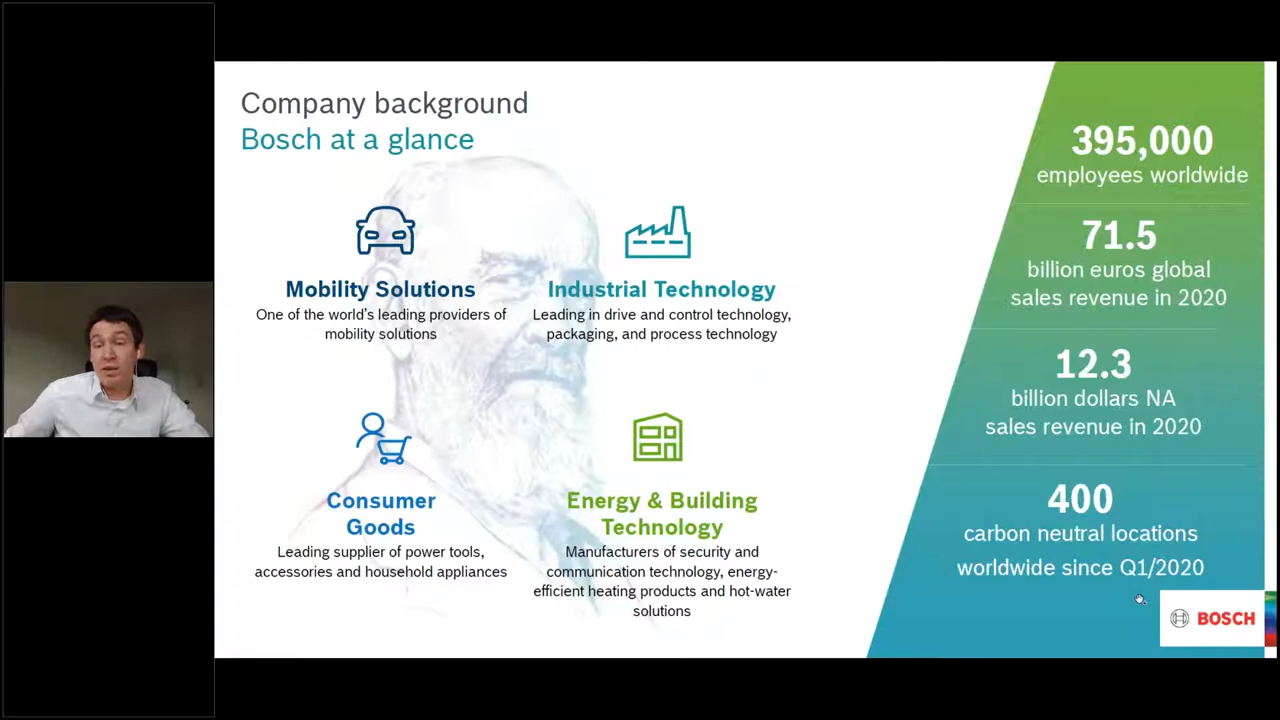 Company background
Bosch at a glance
Mobility Solutions
One of the world's leading providers of
mobility solutions
Industrial Technology
Leading in drive and control technology,
packaging, and process technology
Consumer
Goods
Leading supplier of power tools,
accessories and household appliances
Energy & Building
Technology
Manufacturers of security and
communication technology, energy-
efficient heating products and hot-water
solutions
395,000
employees worldwide
71.5
billion euros global
sales revenue in 2020
12.3
billion dollars NA
sales revenue in 2020
400
carbon neutral locations
worldwide since Q1/2020
BOSCH